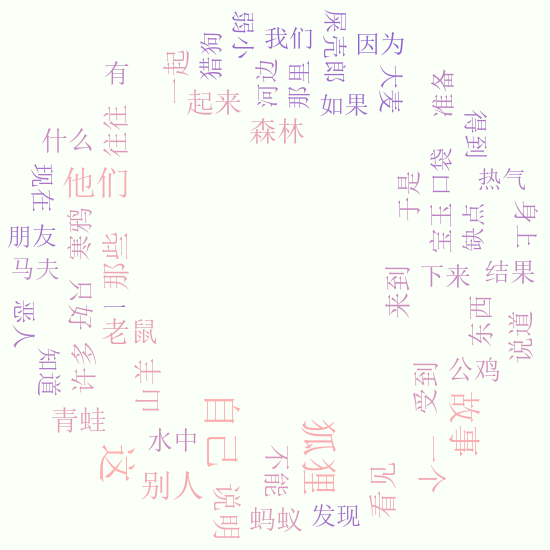 弱小
我们
屎壳郎
因为
猎狗
一起
河边
那里
大麦
有
起来
如果
准备
往往
森林
得到
什么
口袋
热气
现在
他们
于是
宝玉
缺点
身上
朋友
寒鸦
那些
马夫
来到
下来
结果
只好
一
恶人
老鼠
东西
说道
知道
许多
山羊
受到
公鸡
青蛙
自己
故事
水中
狐狸
这
不能
一个
别人
看见
说明
蚂蚁
发现